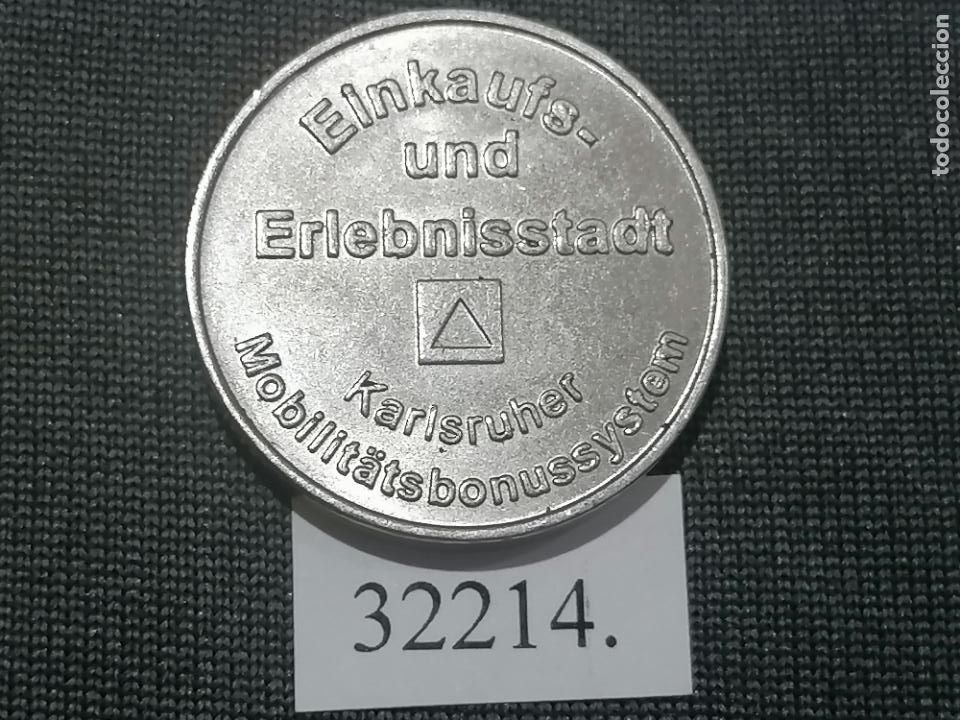 Einkaufs-
und
Erlebnisstadt
Karlsruher
Mobilitätsbonussystem
32214.
todocoleccion